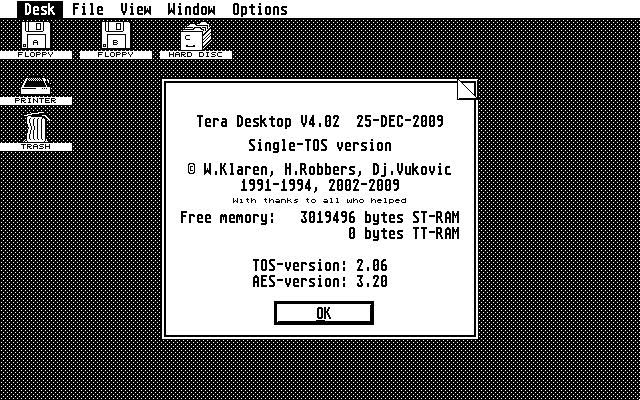 Desk File View Window Options
A B C
FLOPPY FLOPPY HARD DISC
PRINTER
TRASH
Tera Desktop V4.02 25-DEC-2009
Single-TOS version
© W.Klaren, H.Robbers, Dj.Vukovic
1991-1994, 2002-2009
With thanks to all who helped
Free memory: 3019496 bytes ST-RAM
0 bytes TT-RAM
TOS-version: 2.06
AES-version: 3.20
OK